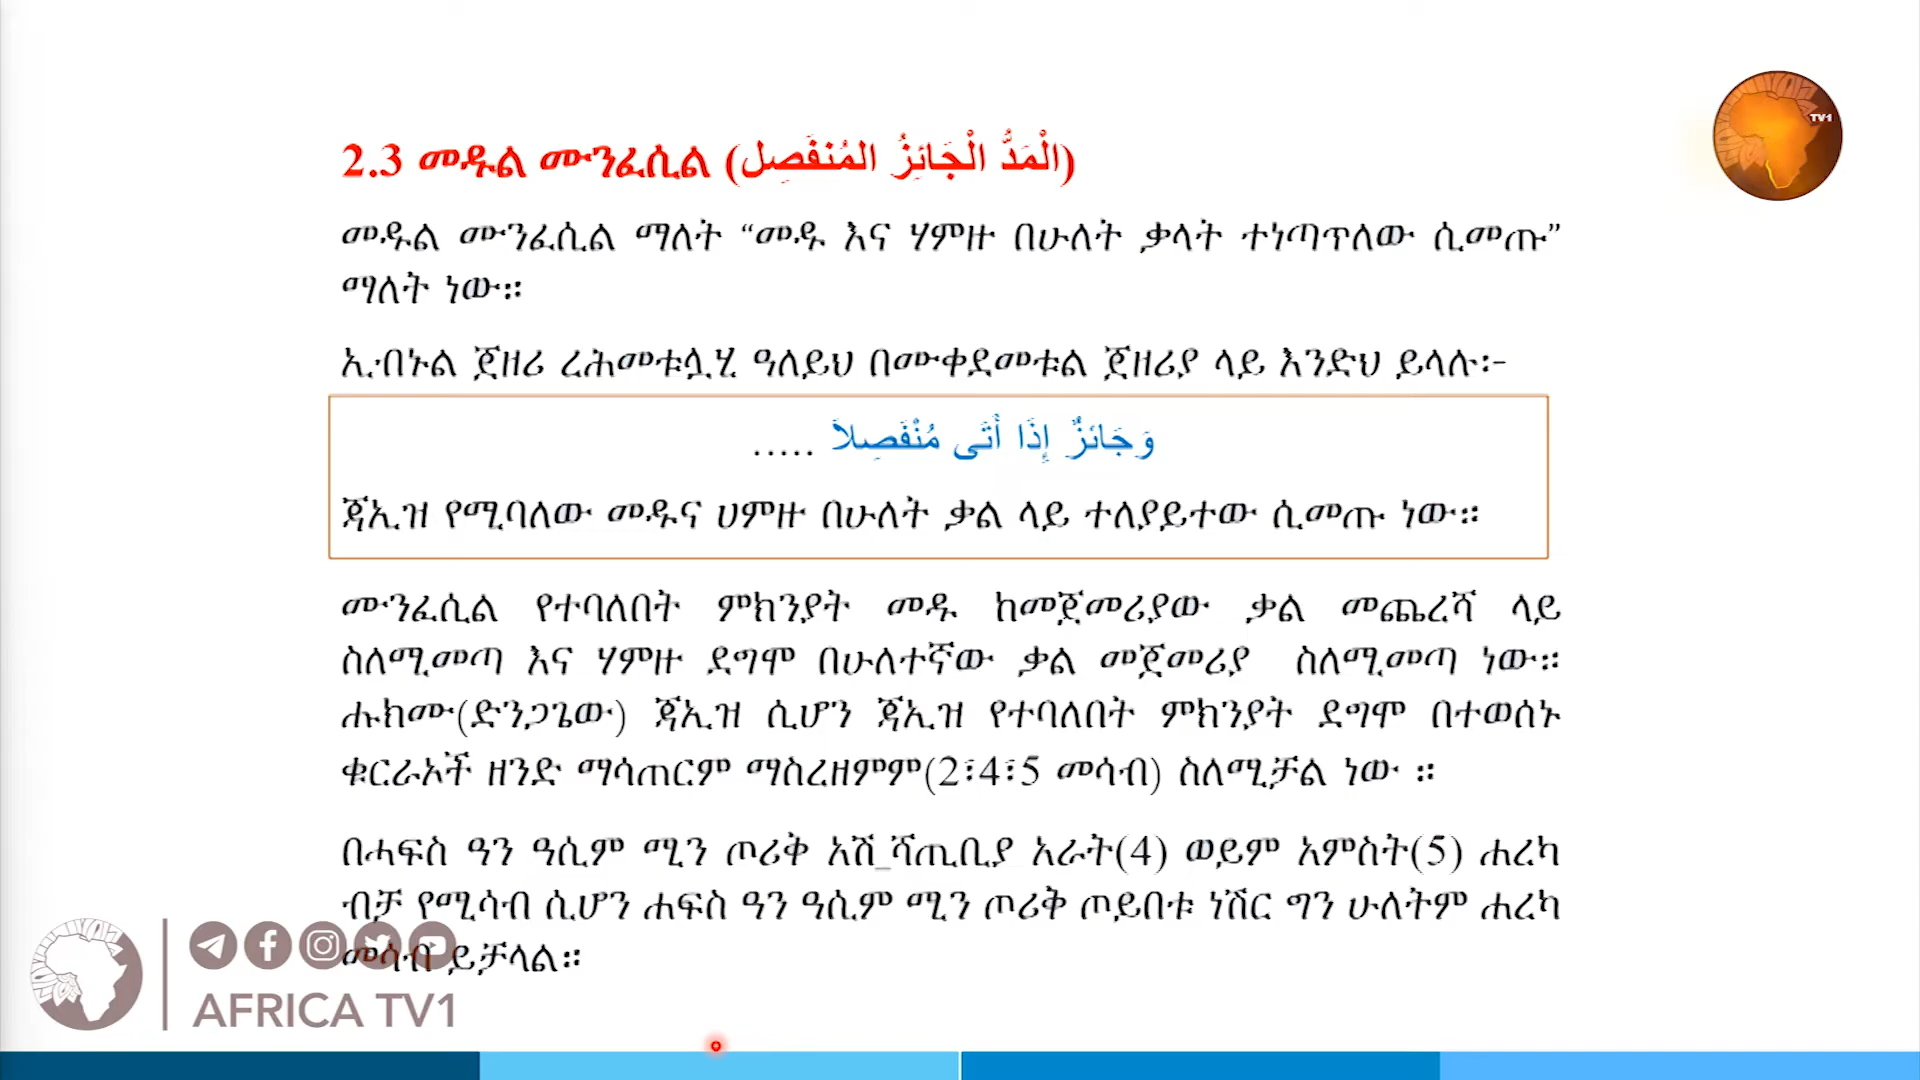 TV1
2.3 መዱል ሙንፈሲል (الْمَدُّ الْجَائِزُ المُنفَصِل)
መዱል ሙንፈሲል ማለት “መዱ እና ሃምዙ በሁለት ቃላት ተነጣጥለው ሲመጡ”
ማለት ነው።
ኢብኑል ጀዘሪ ረሕመቱሏሂ ዓለይህ በሙቀደመቱል ጀዘሪያ ላይ እንድህ ይላሉ፡-
وَجَائزٌ إِذَا أَتَى مُنْفَصِلاَ .....
ጃኢዝ የሚባለው መዱና ሀምዙ በሁለት ቃል ላይ ተለያይተው ሲመጡ ነው።
ሙንፈሲል የተባለበት ምክንያት መዱ ከመጀመሪያው ቃል መጨረሻ ላይ
ስለሚመጣ እና ሃምዙ ደግሞ በሁለተኛው ቃል መጀመሪያ ስለሚመጣ ነው።
ሑክሙ(ድንጋጌው) ጃኢዝ ሲሆን ጃኢዝ የተባለበት ምክንያት ደግሞ በተወሰኑ
ቁርራኦች ዘንድ ማሳጠርም ማስረዘምም(2፣4፣5 መሳብ) ስለሚቻል ነው ።
በሓፍስ ዓን ዓሲም ሚን ጦሪቅ አሽ_ሻጢቢያ አራት(4) ወይም አምስት(5) ሐረካ
ብቻ የሚሳብ ሲሆን ሐፍስ ዓን ዓሲም ሚን ጦሪቅ ጦይበቱ ነሽር ግን ሁለትም ሐረካ
መሳብ ይቻላል።
AFRICA TV1